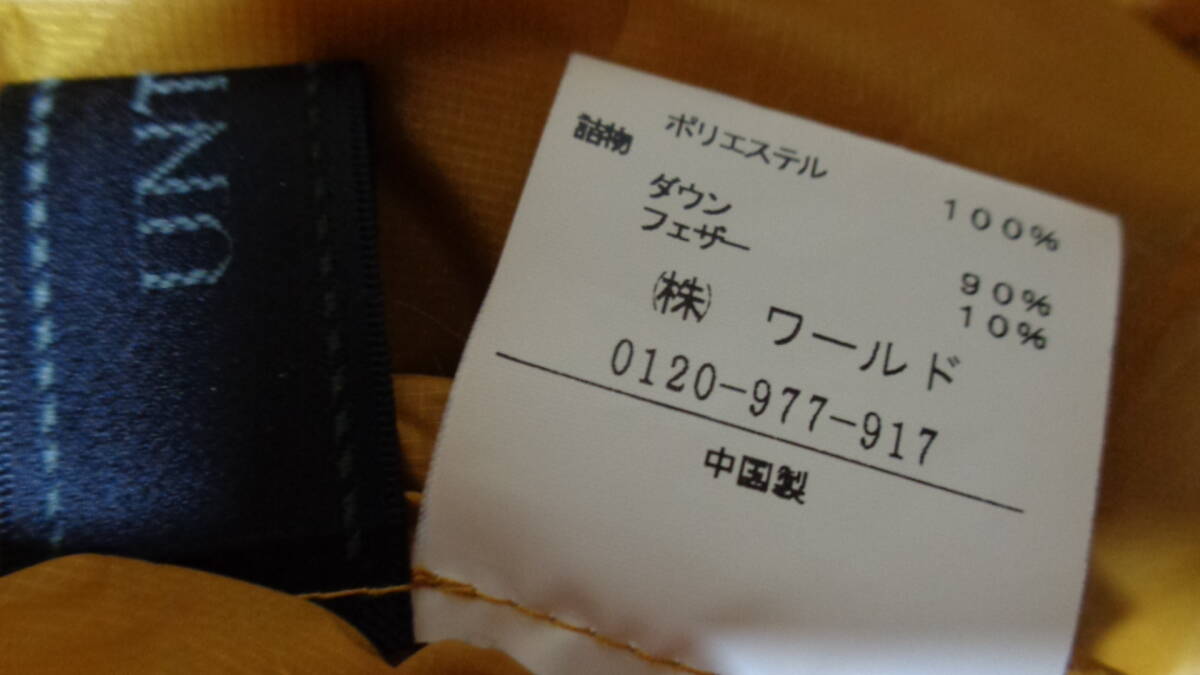 UNT
ポリエステル 100%
詰物
ダウン 90%
フェザー 10%
㈱ ワールド
0120-977-917
中国製